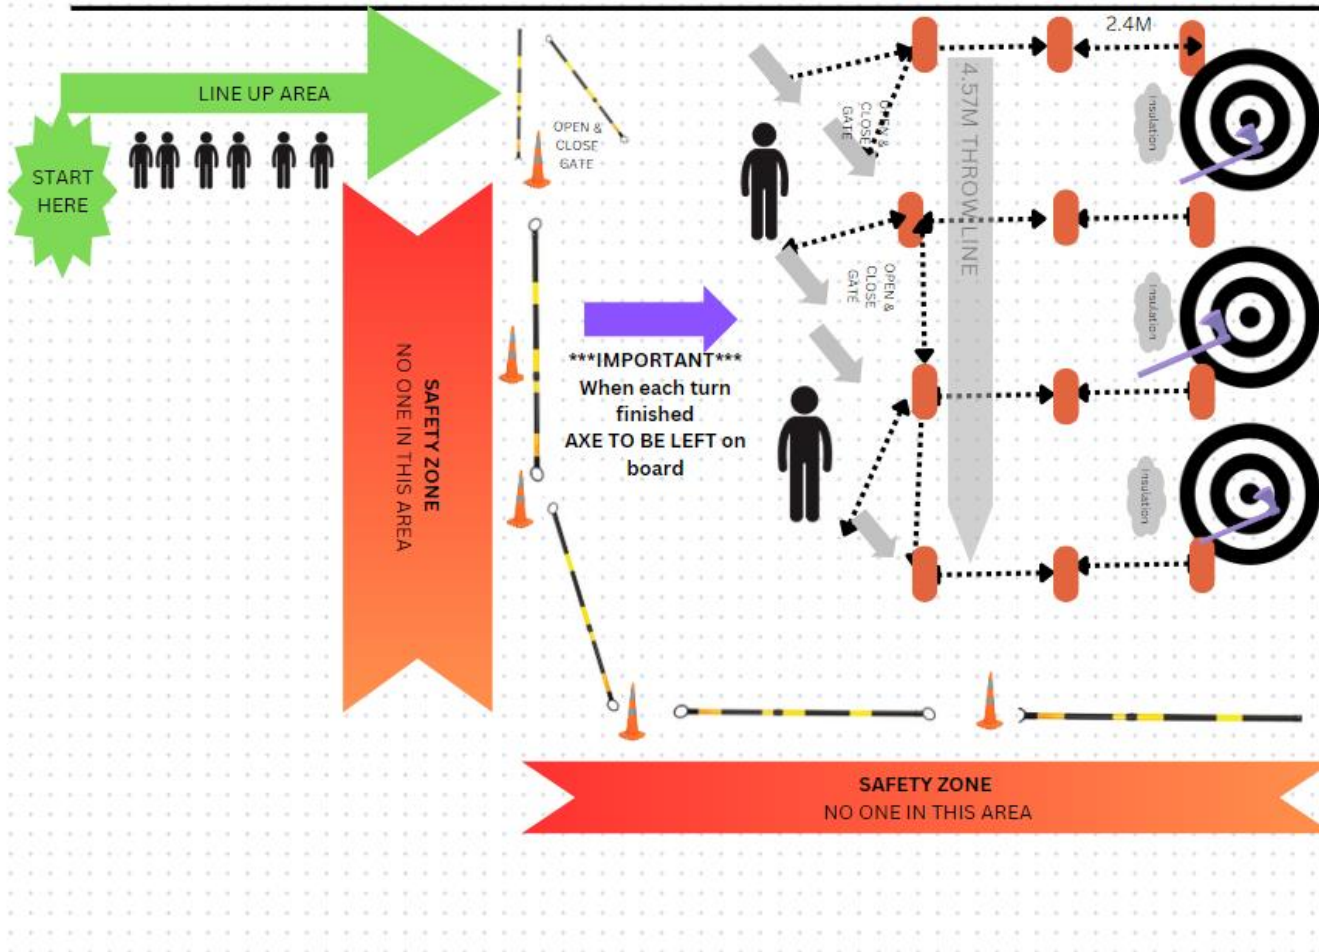 2.4M
LINE UP AREA
START
HERE
OPEN &
CLOSE
GATE
OPEN &
CLOSE
GATE
4.57M THROW LINE
Insulation
OPEN &
CLOSE
GATE
Insulation
***IMPORTANT***
When each turn
finished
AXE TO BE LEFT on
board
SAFETY ZONE
NO ONE IN THIS AREA
Insulation
SAFETY ZONE
NO ONE IN THIS AREA